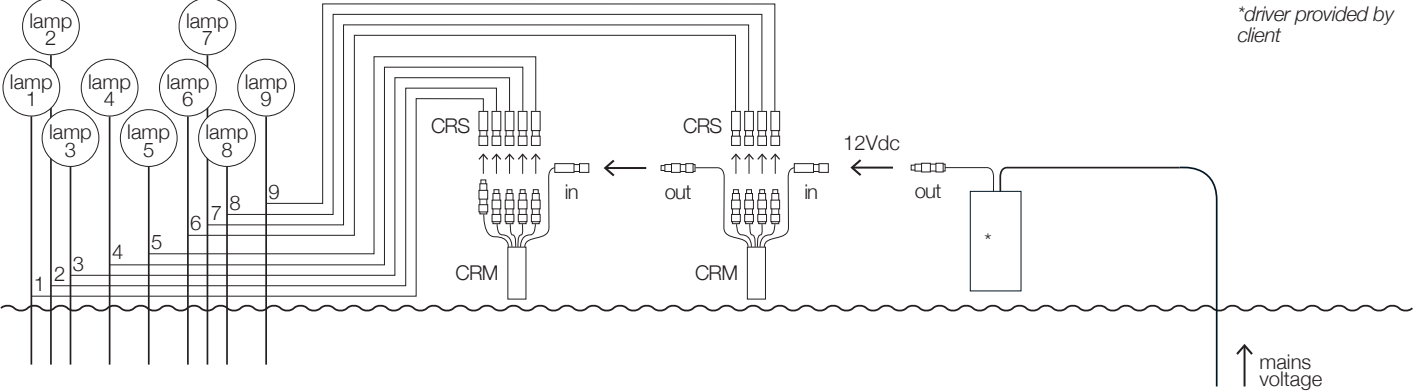 *driver provided by
client
lamp
2
lamp
7
lamp
1
lamp
4
lamp
6
lamp
9
lamp
3
lamp
5
lamp
8
CRS
CRS
12Vdc
in
out
in
out
9
8
7
6
5
4
3
2
1
*
CRM
CRM
mains
voltage